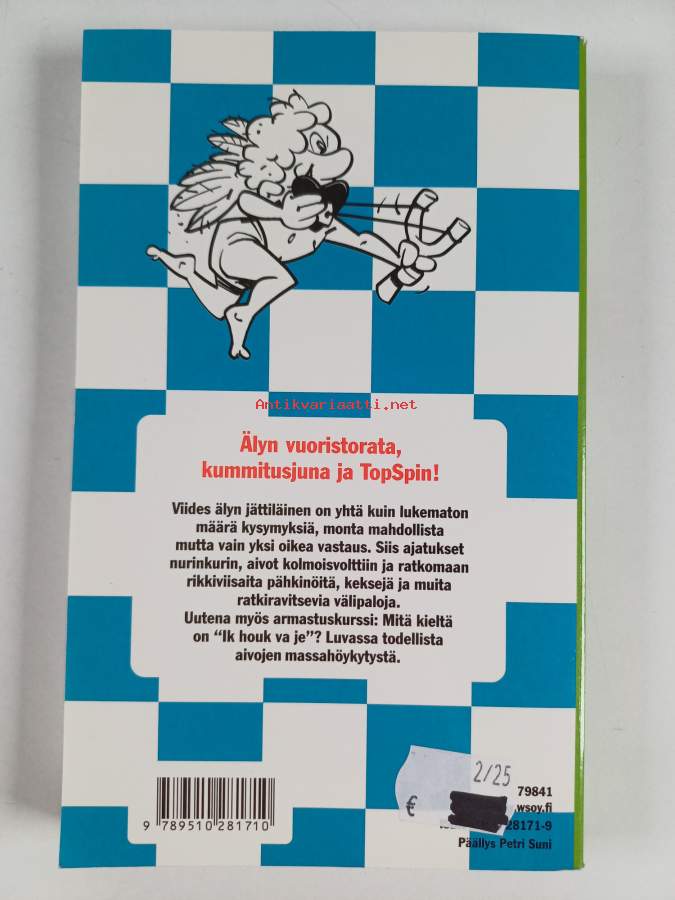 Antikvariaatti.net
Älyn vuoristorata,
kummitusjuna ja TopSpin!
Viides älyn jättiläinen on yhtä kuin lukematon
määrä kysymyksiä, monta mahdollista
mutta vain yksi oikea vastaus. Siis ajatukset
nurinkurin, aivot kolmoisvolttiin ja ratkomaan
rikkiviisaita pähkinöitä, keksejä ja muita
ratkiravitsevia välipaloja.
Uutena myös armastuskurssi: Mitä kieltä
on “Ik houk va je”? Luvassa todellista
aivojen massahöykytystä.
2/25
€
79841
wsoy.fi
28171-9
Päällys Petri Suni
9 789510 281710